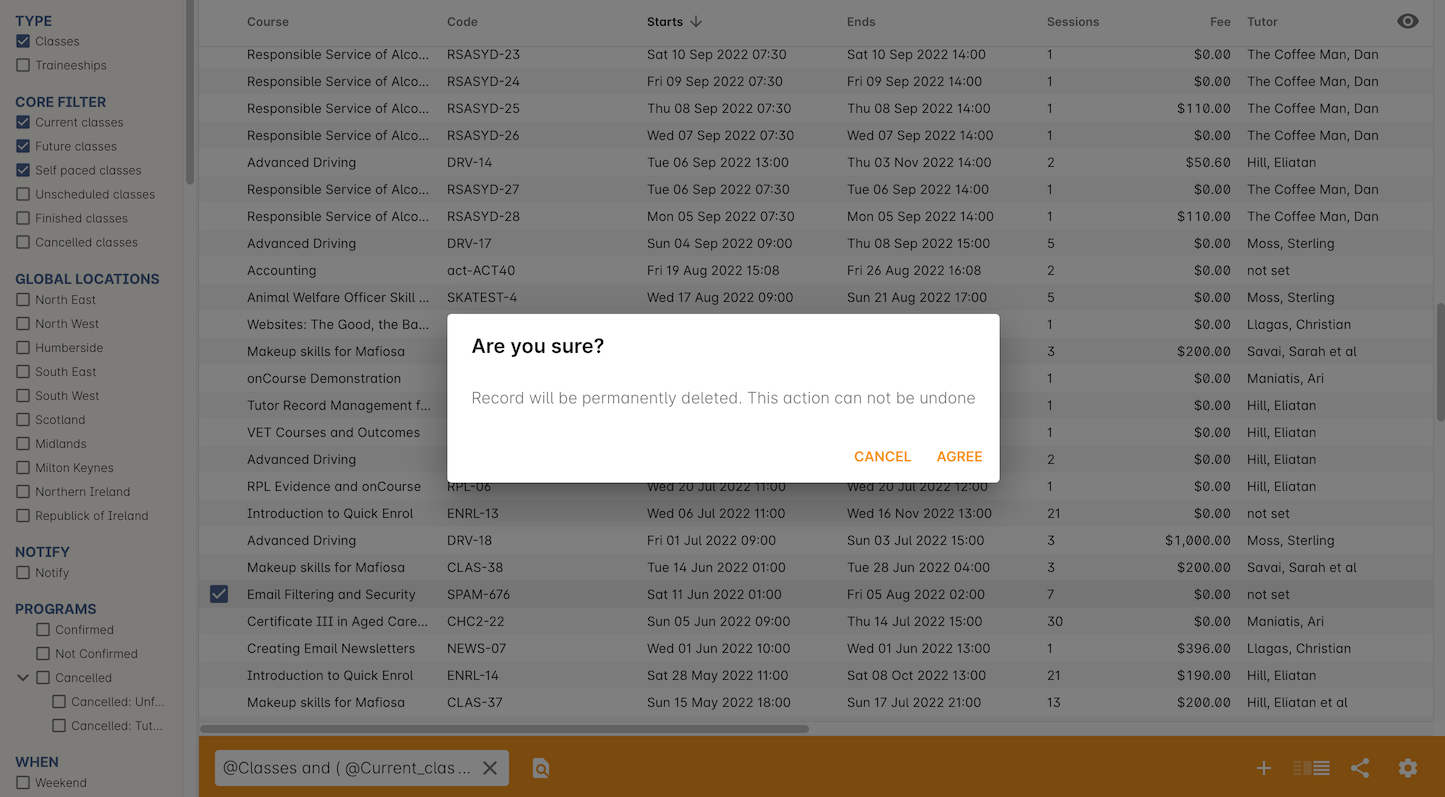 TYPE
Classes
Traineeships
CORE FILTER
Current classes
Future classes
Self paced classes
Unscheduled classes
Finished classes
Cancelled classes
GLOBAL LOCATIONS
North East
North West
Humberside
South East
South West
Scotland
Midlands
Milton Keynes
Northern Ireland
Republick of Ireland
NOTIFY
Notify
PROGRAMS
Confirmed
Not Confirmed
Cancelled
Cancelled: Unf...
Cancelled: Tut...
WHEN
Weekend
Course Code Starts Ends Sessions Fee Tutor
Responsible Service of Alco... RSASYD-23 Sat 10 Sep 2022 07:30 Sat 10 Sep 2022 14:00 1 $0.00 The Coffee Man, Dan
Responsible Service of Alco... RSASYD-24 Fri 09 Sep 2022 07:30 Fri 09 Sep 2022 14:00 1 $0.00 The Coffee Man, Dan
Responsible Service of Alco... RSASYD-25 Thu 08 Sep 2022 07:30 Thu 08 Sep 2022 14:00 1 $110.00 The Coffee Man, Dan
Responsible Service of Alco... RSASYD-26 Wed 07 Sep 2022 07:30 Wed 07 Sep 2022 14:00 1 $0.00 The Coffee Man, Dan
Advanced Driving DRV-14 Tue 06 Sep 2022 13:00 Thu 03 Nov 2022 14:00 2 $50.60 Hill, Eliatan
Responsible Service of Alco... RSASYD-27 Tue 06 Sep 2022 07:30 Tue 06 Sep 2022 14:00 1 $0.00 The Coffee Man, Dan
Responsible Service of Alco... RSASYD-28 Mon 05 Sep 2022 07:30 Mon 05 Sep 2022 14:00 1 $110.00 The Coffee Man, Dan
Advanced Driving DRV-17 Sun 04 Sep 2022 09:00 Thu 08 Sep 2022 15:00 5 $0.00 Moss, Sterling
Accounting act-ACT40 Fri 19 Aug 2022 15:08 Fri 26 Aug 2022 16:08 2 $0.00 not set
Animal Welfare Officer Skill ... SKATEST-4 Wed 17 Aug 2022 09:00 Sun 21 Aug 2022 17:00 5 $0.00 Moss, Sterling
Websites: The Good, the Ba... 1 $0.00 Llagas, Christian
Makeup skills for Mafiosa 3 $200.00 Savai, Sarah et al
onCourse Demonstration 1 $0.00 Maniatis, Ari
Tutor Record Management f... 1 $0.00 Hill, Eliatan
VET Courses and Outcomes 1 $0.00 Hill, Eliatan
Advanced Driving 2 $0.00 Hill, Eliatan
RPL Evidence and onCourse RPL-06 Wed 20 Jul 2022 11:00 Wed 20 Jul 2022 12:00 1 $0.00 Hill, Eliatan
Introduction to Quick Enrol ENRL-13 Wed 06 Jul 2022 11:00 Wed 16 Nov 2022 13:00 21 $0.00 not set
Advanced Driving DRV-18 Fri 01 Jul 2022 09:00 Sun 03 Jul 2022 15:00 3 $1,000.00 Moss, Sterling
Makeup skills for Mafiosa CLAS-38 Tue 14 Jun 2022 01:00 Tue 28 Jun 2022 04:00 3 $200.00 Savai, Sarah et al
Email Filtering and Security SPAM-676 Sat 11 Jun 2022 01:00 Fri 05 Aug 2022 02:00 7 $0.00 not set
Certificate III in Aged Care... CHC2-22 Sun 05 Jun 2022 09:00 Thu 14 Jul 2022 15:00 30 $0.00 Maniatis, Ari
Creating Email Newsletters NEWS-07 Wed 01 Jun 2022 10:00 Wed 01 Jun 2022 13:00 1 $396.00 Llagas, Christian
Introduction to Quick Enrol ENRL-14 Sat 28 May 2022 11:00 Sat 08 Oct 2022 13:00 21 $190.00 Hill, Eliatan
Makeup skills for Mafiosa CLAS-37 Sun 15 May 2022 18:00 Sun 17 Jul 2022 21:00 13 $200.00 Hill, Eliatan et al
Are you sure?
Record will be permanently deleted. This action can not be undone
CANCEL AGREE
@Classes and ( @Current_clas ...